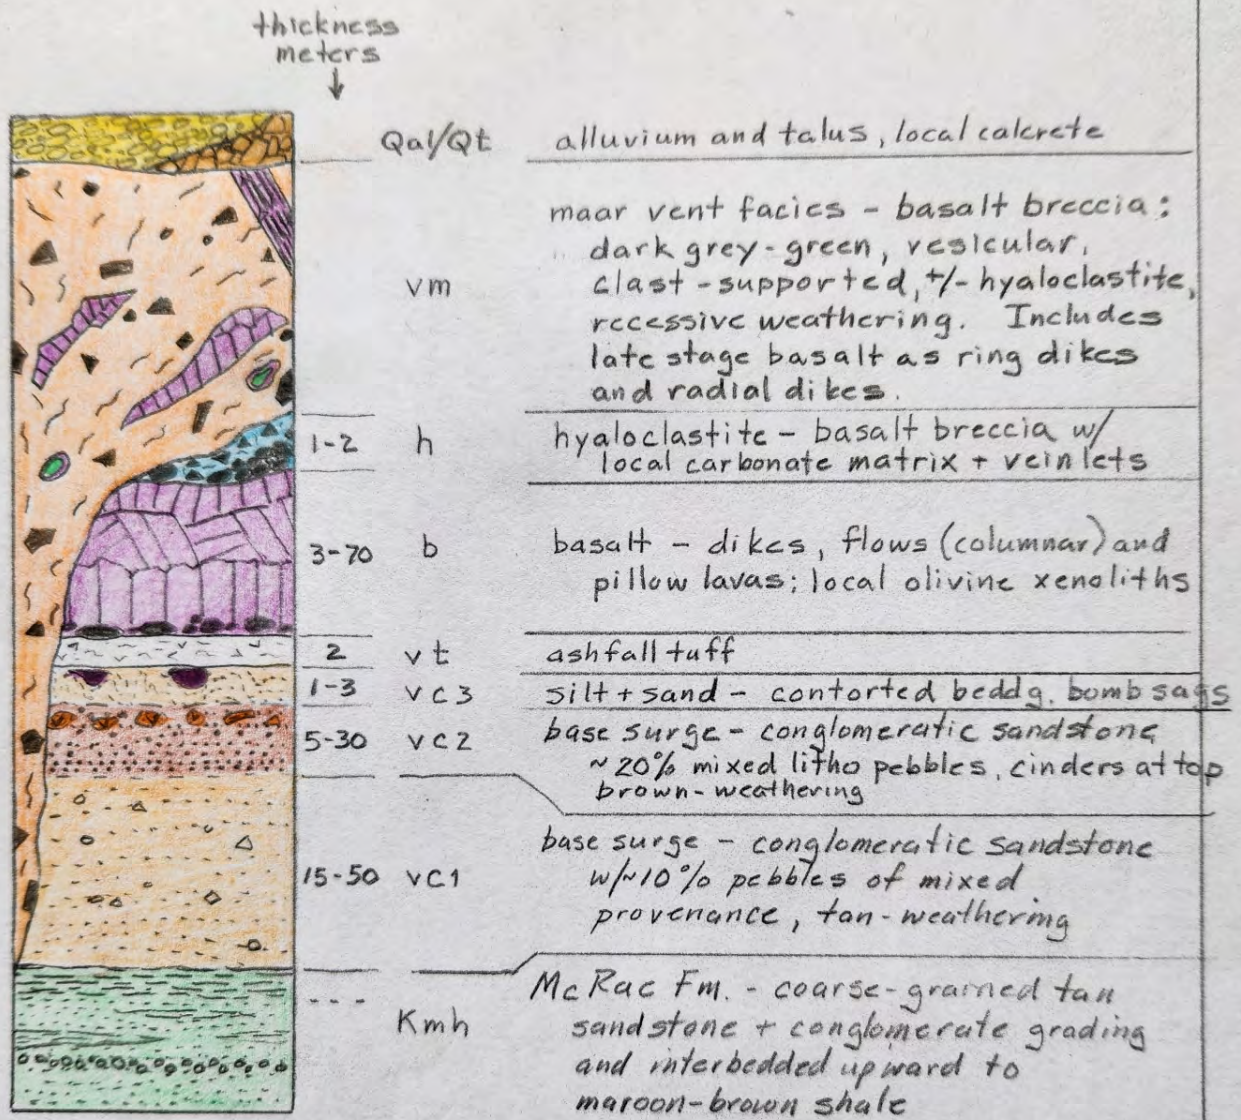 thickness
meters
Qal/Qt alluvium and talus, local calcrete
vm
maar vent facies - basalt breccia:
dark grey-green, vesicular,
clast-supported, +/- hyaloclastite,
recessive weathering. Includes
late stage basalt as ring dikes
and radial dikes.
1-2 h hyaloclastite - basalt breccia w/
local carbonate matrix + veinlets
3-70 b basalt - dikes, flows (columnar) and
pillow lavas; local olivine xenoliths
2 vt ashfall tuff
1-3 vc3 silt + sand - contorted beddg. bomb sags
5-30 vc2 base surge - conglomeratic sandstone
~20% mixed litho pebbles, cinders at top
brown-weathering
base surge - conglomeratic sandstone
15-50 vc1 w/~10% pebbles of mixed
provenance, tan-weathering
--- McRae Fm. - coarse-grained tan
Kmh sandstone + conglomerate grading
and interbedded upward to
maroon-brown shale